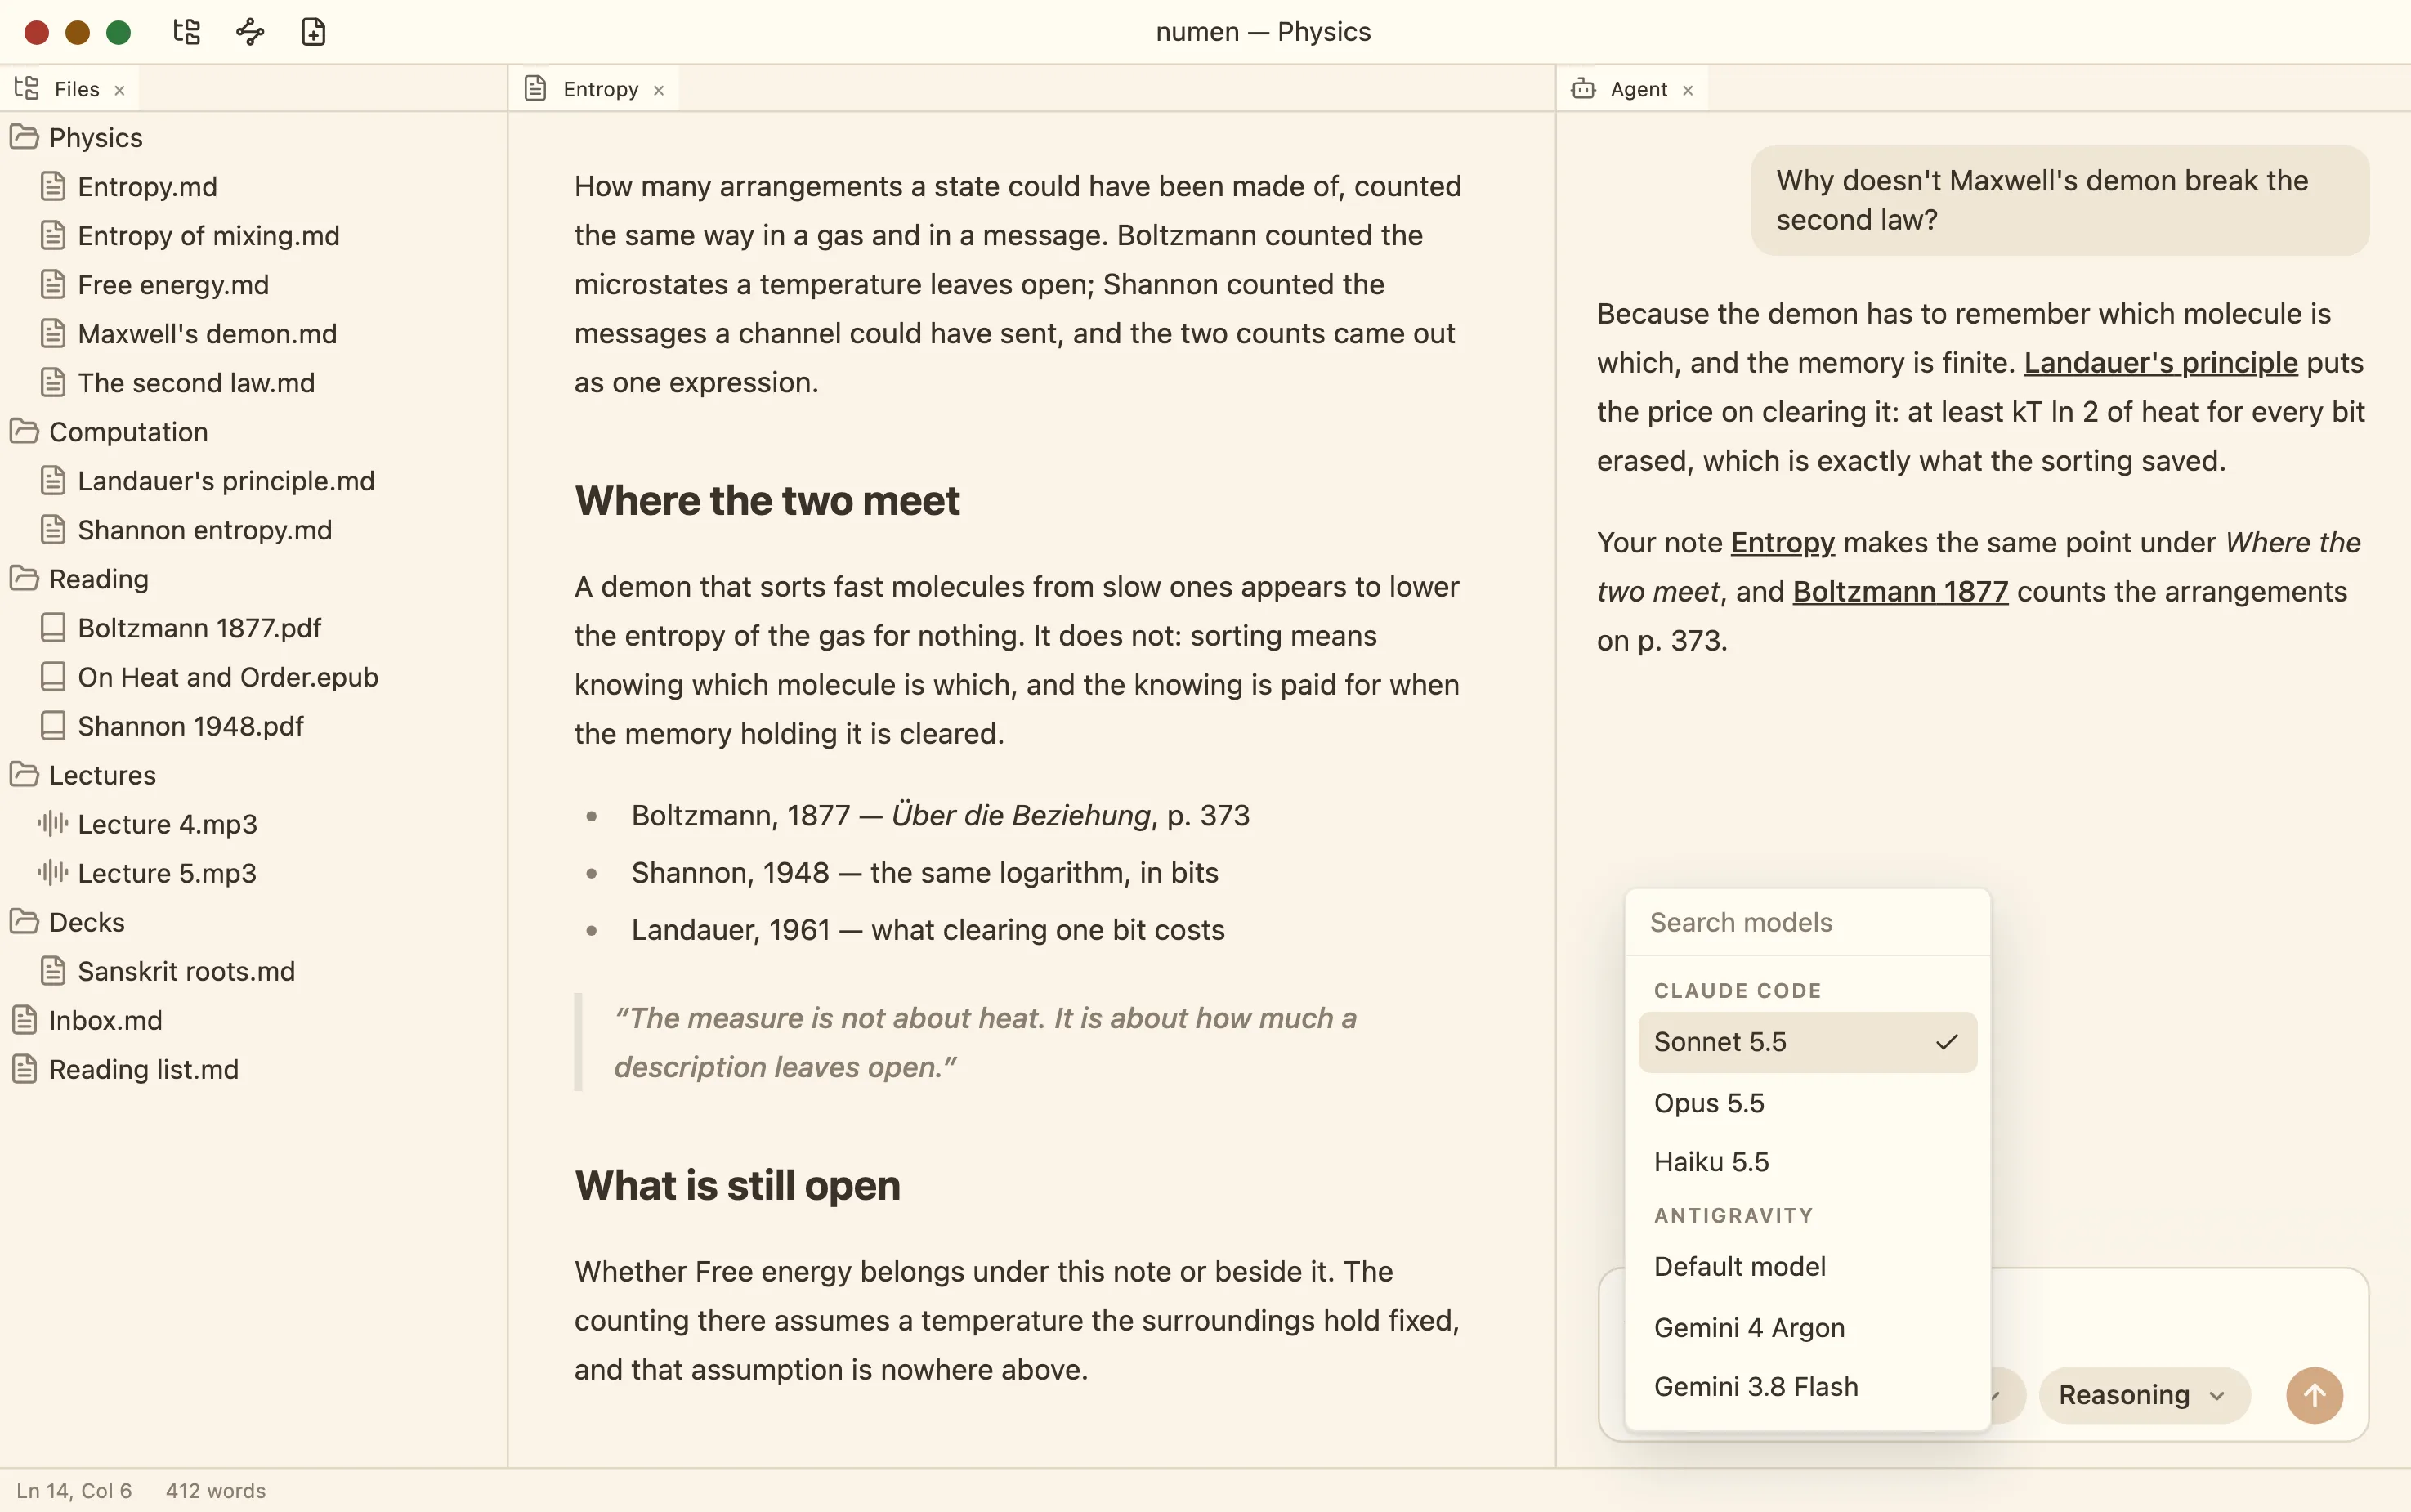 numen — Physics
Files ×
Physics
Entropy.md
Entropy of mixing.md
Free energy.md
Maxwell's demon.md
The second law.md
Computation
Landauer's principle.md
Shannon entropy.md
Reading
Boltzmann 1877.pdf
On Heat and Order.epub
Shannon 1948.pdf
Lectures
Lecture 4.mp3
Lecture 5.mp3
Decks
Sanskrit roots.md
Inbox.md
Reading list.md
Entropy ×
How many arrangements a state could have been made of, counted
the same way in a gas and in a message. Boltzmann counted the
microstates a temperature leaves open; Shannon counted the
messages a channel could have sent, and the two counts came out
as one expression.
Where the two meet
A demon that sorts fast molecules from slow ones appears to lower
the entropy of the gas for nothing. It does not: sorting means
knowing which molecule is which, and the knowing is paid for when
the memory holding it is cleared.
• Boltzmann, 1877 — Über die Beziehung, p. 373
• Shannon, 1948 — the same logarithm, in bits
• Landauer, 1961 — what clearing one bit costs
“The measure is not about heat. It is about how much a
description leaves open.”
What is still open
Whether Free energy belongs under this note or beside it. The
counting there assumes a temperature the surroundings hold fixed,
and that assumption is nowhere above.
Agent ×
Why doesn't Maxwell's demon break the
second law?
Because the demon has to remember which molecule is
which, and the memory is finite. Landauer's principle puts
the price on clearing it: at least kT ln 2 of heat for every bit
erased, which is exactly what the sorting saved.
Your note Entropy makes the same point under Where the
two meet, and Boltzmann 1877 counts the arrangements
on p. 373.
Search models
CLAUDE CODE
Sonnet 5.5
Opus 5.5
Haiku 5.5
ANTIGRAVITY
Default model
Gemini 4 Argon
Gemini 3.8 Flash
Reasoning
Ln 14, Col 6
412 words